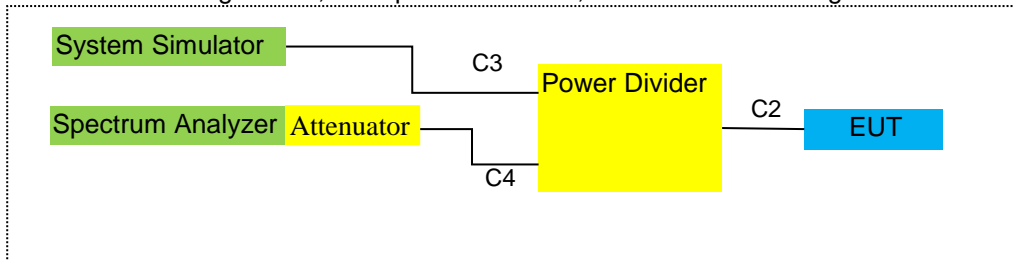 System Simulator
C3
Power Divider
C2
Spectrum Analyzer
Attenuator
EUT
C4